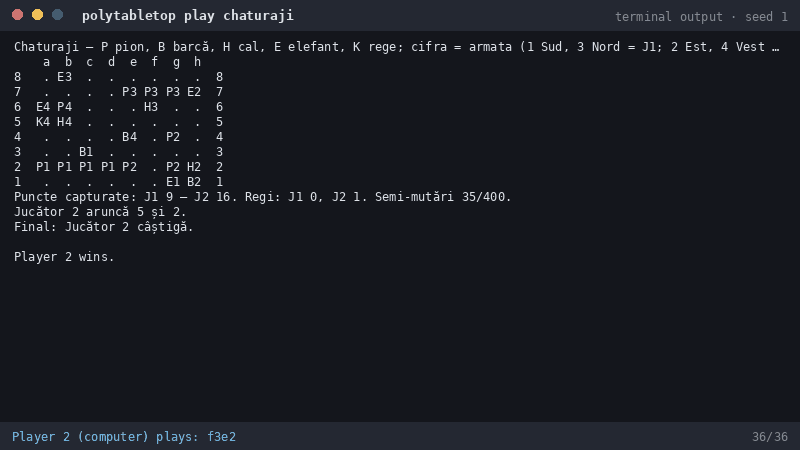 polytabletop play chaturaji
terminal output · seed 1
Chaturaji — P pion, B barcă, H cal, E elefant, K rege; cifra = armata (1 Sud, 3 Nord = J1; 2 Est, 4 Vest …
a b c d e f g h
8 . E3 . . . . . . 8
7 . . . . P3 P3 P3 E2 7
6 E4 P4 . . . H3 . . 6
5 K4 H4 . . . . . . 5
4 . . . . B4 . P2 . 4
3 . . B1 . . . . . 3
2 P1 P1 P1 P1 P2 . P2 H2 2
1 . . . . . . E1 B2 1
Puncte capturate: J1 9 — J2 16. Regi: J1 0, J2 1. Semi-mutări 35/400.
Jucător 2 aruncă 5 și 2.
Final: Jucător 2 câștigă.
Player 2 wins.
Player 2 (computer) plays: f3e2
36/36